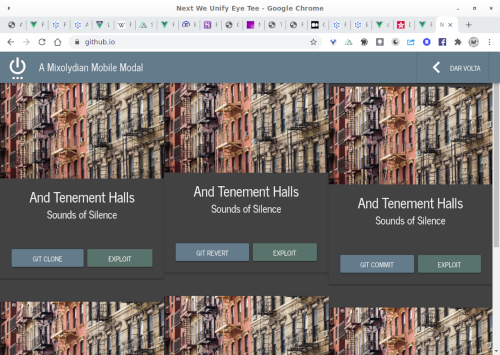 Next We Unify Eye Tee - Google Chrome
github.io
A Mixolydian Mobile Modal
DAR VOLTA
And Tenement Halls
Sounds of Silence
GIT CLONE
EXPLOIT
And Tenement Halls
Sounds of Silence
GIT REVERT
EXPLOIT
And Tenement Halls
Sounds of Silence
GIT COMMIT
EXPLOIT